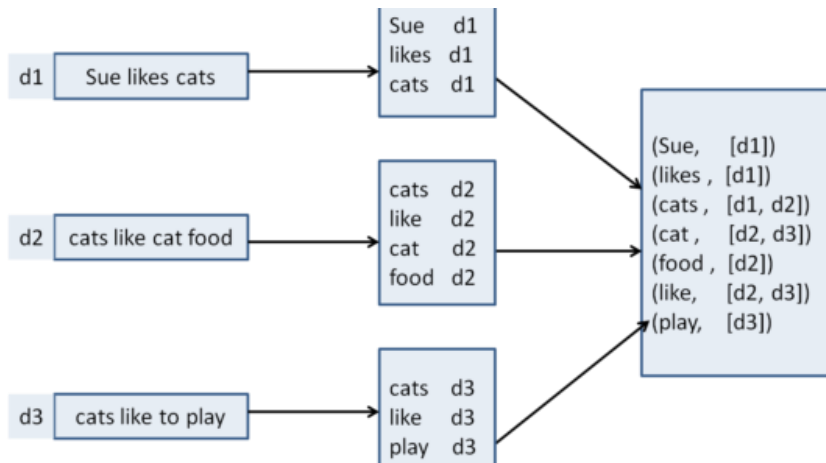 Sue d1
likes d1
cats d1
d1 Sue likes cats
cats d2
like d2
cat d2
food d2
d2 cats like cat food
cats d3
like d3
play d3
d3 cats like to play
(Sue, [d1])
(likes , [d1])
(cats , [d1, d2])
(cat , [d2, d3])
(food , [d2])
(like, [d2, d3])
(play, [d3])